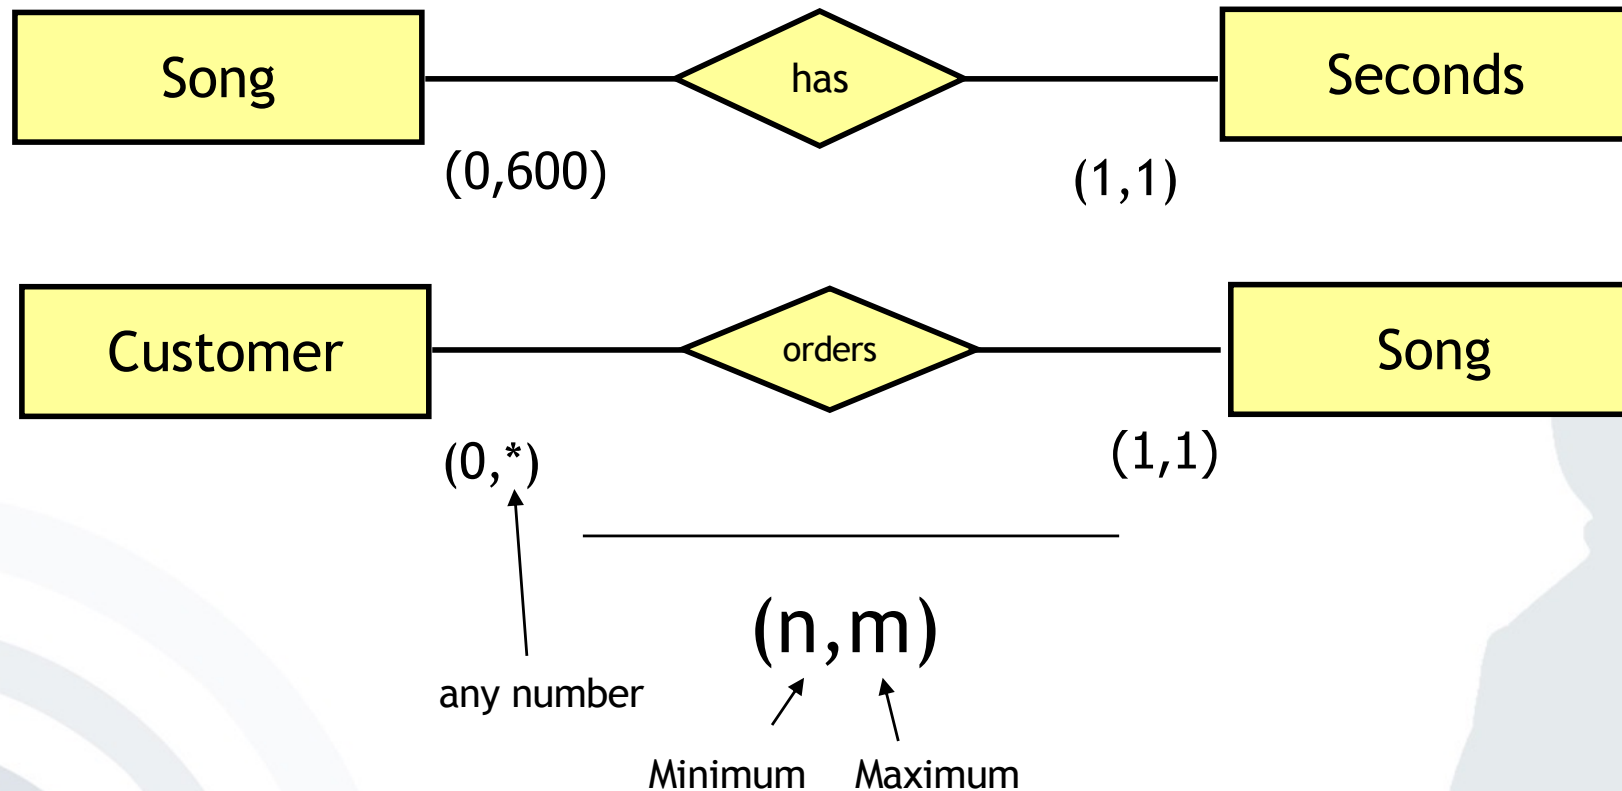 Song has Seconds
(0,600) (1,1)
Customer orders Song
(0,*) (1,1)
(n,m)
any number
Minimum Maximum